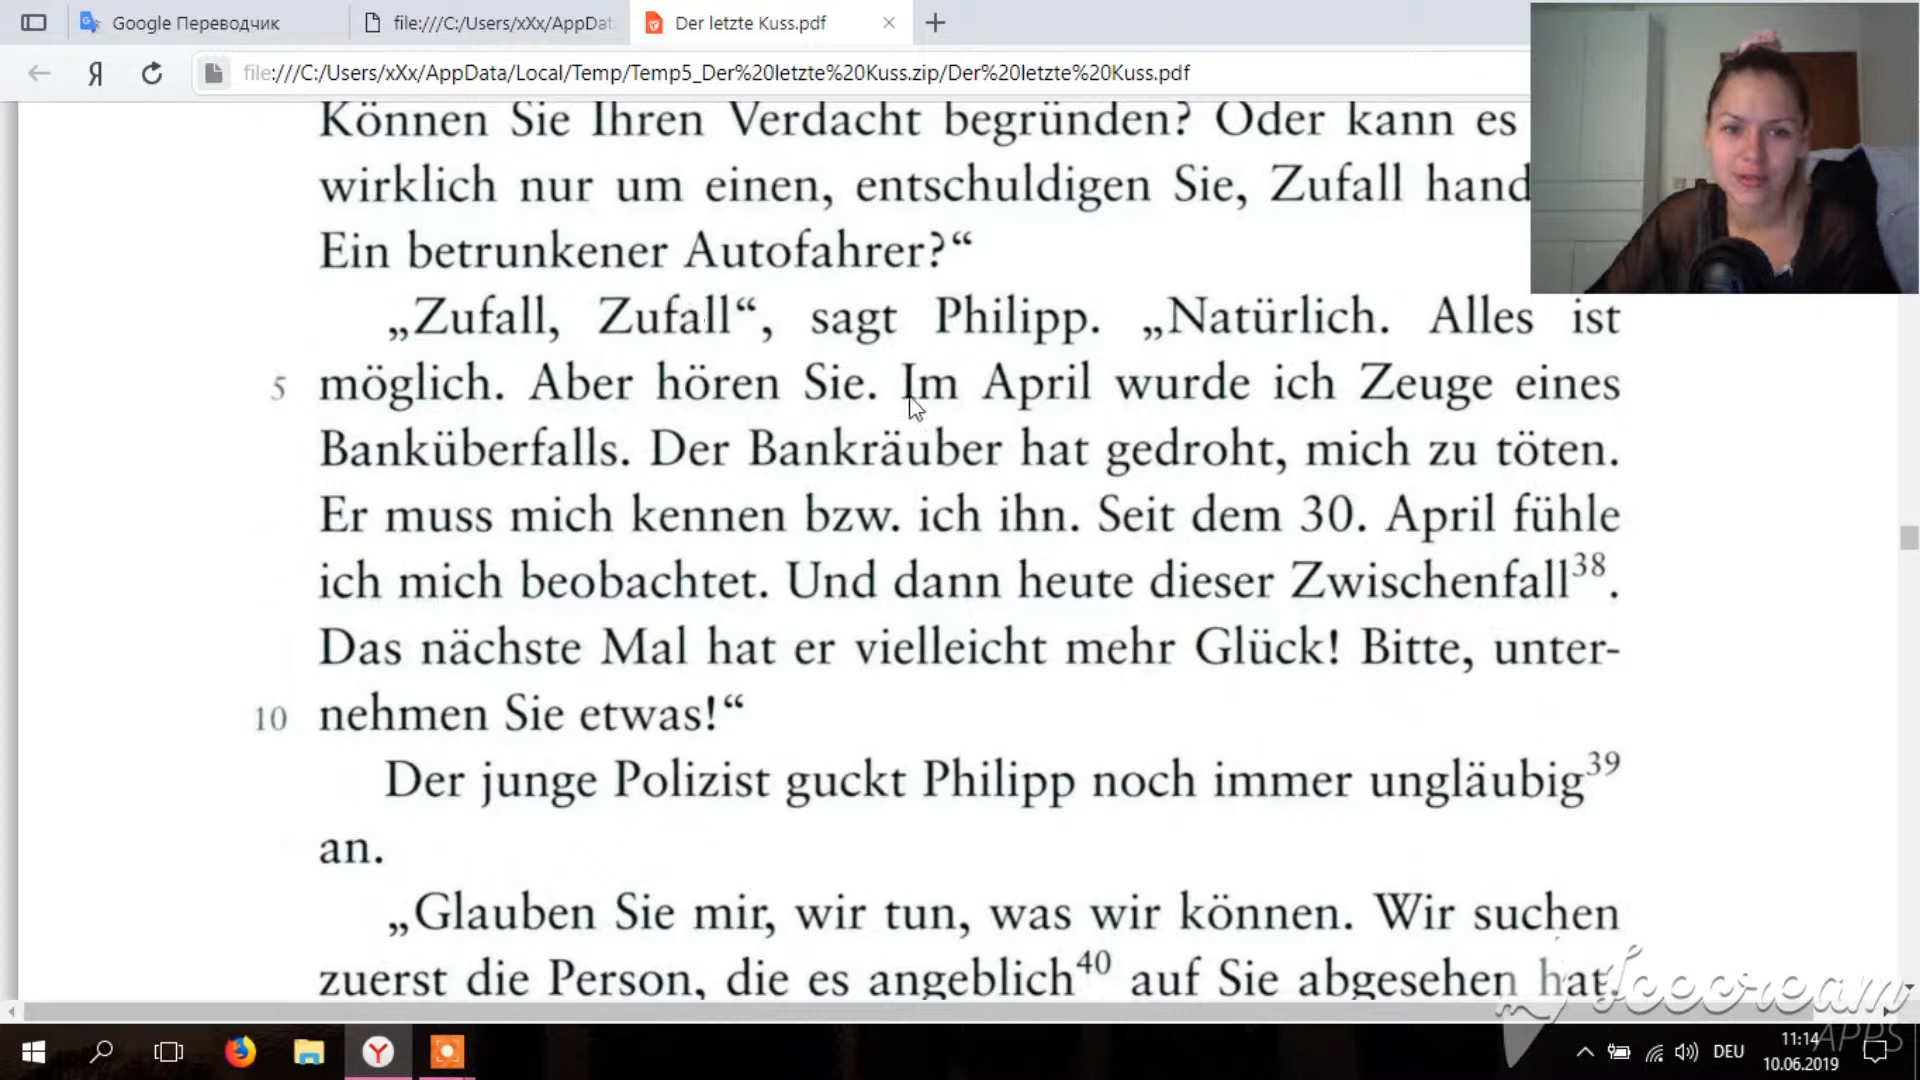 Google Переводчик
file:///C:/Users/xXx/AppDat
Der letzte Kuss.pdf
Я
file:///C:/Users/xXx/AppData/Local/Temp/Temp5_Der%20letzte%20Kuss.zip/Der%20letzte%20Kuss.pdf
Können Sie Ihren Verdacht begründen? Oder kann es
wirklich nur um einen, entschuldigen Sie, Zufall hand
Ein betrunkener Autofahrer?“
„Zufall, Zufall“, sagt Philipp. „Natürlich. Alles ist
5 möglich. Aber hören Sie. Im April wurde ich Zeuge eines
Banküberfalls. Der Bankräuber hat gedroht, mich zu töten.
Er muss mich kennen bzw. ich ihn. Seit dem 30. April fühle
ich mich beobachtet. Und dann heute dieser Zwischenfall38.
Das nächste Mal hat er vielleicht mehr Glück! Bitte, unter-
10 nehmen Sie etwas!“
Der junge Polizist guckt Philipp noch immer ungläubig39
an.
„Glauben Sie mir, wir tun, was wir können. Wir suchen
zuerst die Person, die es angeblich40 auf Sie abgesehen hat.
Icecream
APPS
DEU
11:14
10.06.2019